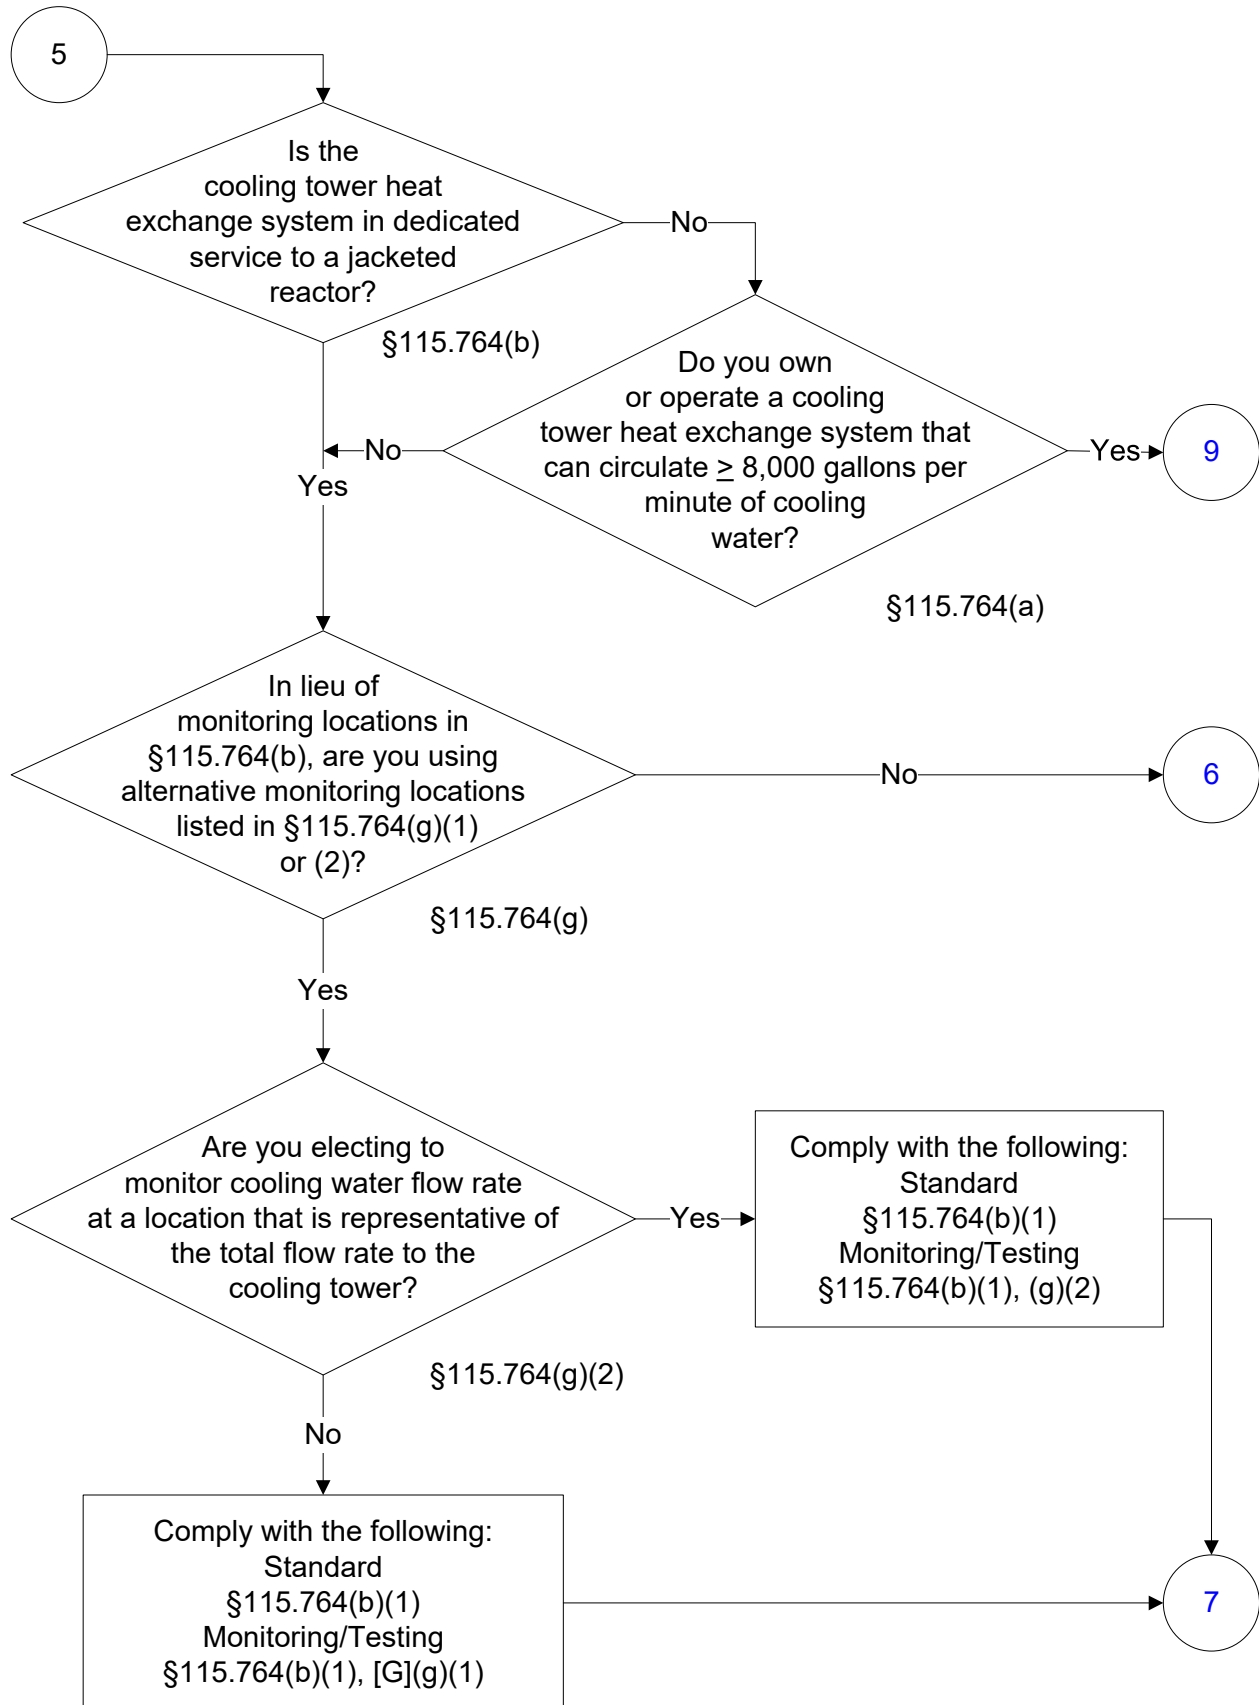 5
Is the
cooling tower heat
exchange system in dedicated
service to a jacketed
reactor?
No
§115.764(b)
Do you own
or operate a cooling
tower heat exchange system that
can circulate ≥ 8,000 gallons per
minute of cooling
water?
No
Yes
9
Yes
§115.764(a)
In lieu of
monitoring locations in
§115.764(b), are you using
alternative monitoring locations
listed in §115.764(g)(1)
or (2)?
No
6
§115.764(g)
Yes
Are you electing to
monitor cooling water flow rate
at a location that is representative of
the total flow rate to the
cooling tower?
Yes
Comply with the following:
Standard
§115.764(b)(1)
Monitoring/Testing
§115.764(b)(1), (g)(2)
§115.764(g)(2)
No
Comply with the following:
Standard
§115.764(b)(1)
Monitoring/Testing
§115.764(b)(1), [G](g)(1)
7